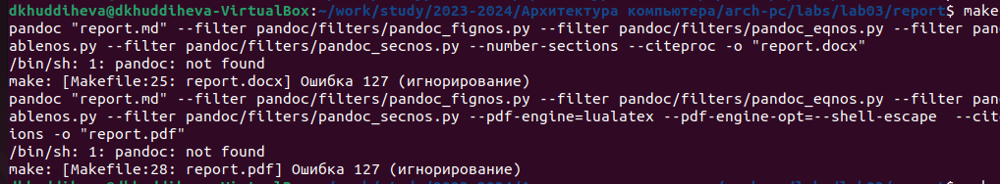 dkhuddiheva@dkhuddiheva-VirtualBox:~/work/study/2023-2024/Архитектура компьютера/arch-pc/labs/lab03/report$ make
pandoc "report.md" --filter pandoc/filters/pandoc_fignos.py --filter pandoc/filters/pandoc_eqnos.py --filter pan
ablenos.py --filter pandoc/filters/pandoc_secnos.py --number-sections --citeproc -o "report.docx"
/bin/sh: 1: pandoc: not found
make: [Makefile:25: report.docx] Ошибка 127 (игнорирование)
pandoc "report.md" --filter pandoc/filters/pandoc_fignos.py --filter pandoc/filters/pandoc_eqnos.py --filter pan
ablenos.py --filter pandoc/filters/pandoc_secnos.py --pdf-engine=lualatex --pdf-engine-opt=--shell-escape  --cit
ions -o "report.pdf"
/bin/sh: 1: pandoc: not found
make: [Makefile:28: report.pdf] Ошибка 127 (игнорирование)